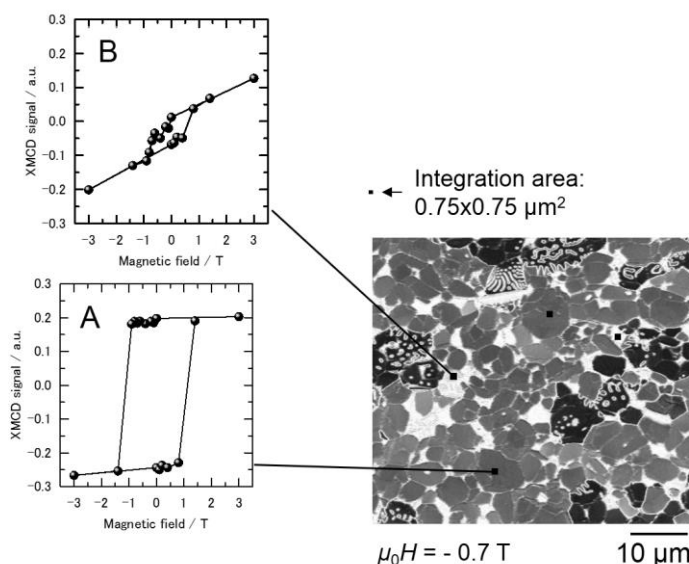 B
XMCD signal / a.u.
0.3
0.2
0.1
0.0
-0.1
-0.2
-0.3
-3 -2 -1 0 1 2 3
Magnetic field / T
A
XMCD signal / a.u.
0.3
0.2
0.1
0.0
-0.1
-0.2
-0.3
-3 -2 -1 0 1 2 3
Magnetic field / T
Integration area:
0.75x0.75 μm²
μ₀H = - 0.7 T
10 μm